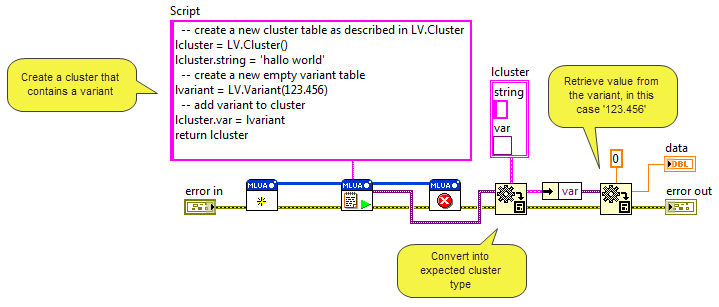 Script
-- create a new cluster table as described in LV.Cluster
lcluster = LV.Cluster()
lcluster.string = 'hallo world'
-- create a new empty variant table
lvariant = LV.Variant(123.456)
-- add variant to cluster
lcluster.var = lvariant
return lcluster
Create a cluster that
contains a variant
lcluster
string
var
Retrieve value from
the variant, in this
case '123.456'
0
data
DBL
error in
MLUA
MLUA
MLUA
var
error out
Convert into
expected cluster
type